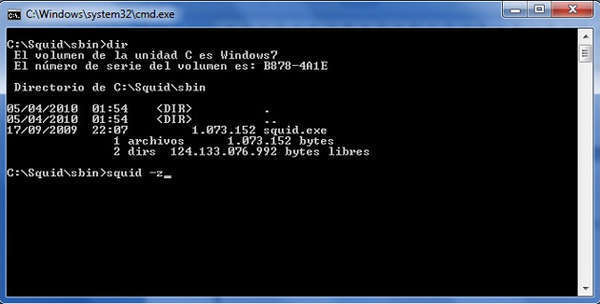 C:\Windows\system32\cmd.exe
C:\Squid\sbin>dir
El volumen de la unidad C es Windows7
El número de serie del volumen es: B878-4A1E
Directorio de C:\Squid\sbin
05/04/2010  01:54    <DIR>          .
05/04/2010  01:54    <DIR>          ..
17/09/2009  22:07         1.073.152 squid.exe
1 archivos      1.073.152 bytes
2 dirs  124.133.076.992 bytes libres
C:\Squid\sbin>squid -z_